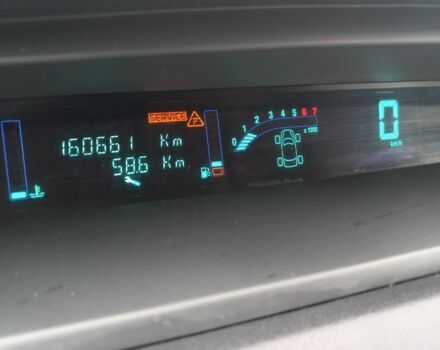 SERVICE P
160661 Km
58.6 Km
0 1 2 3 4 5 6 7
x 1000
0
km/h